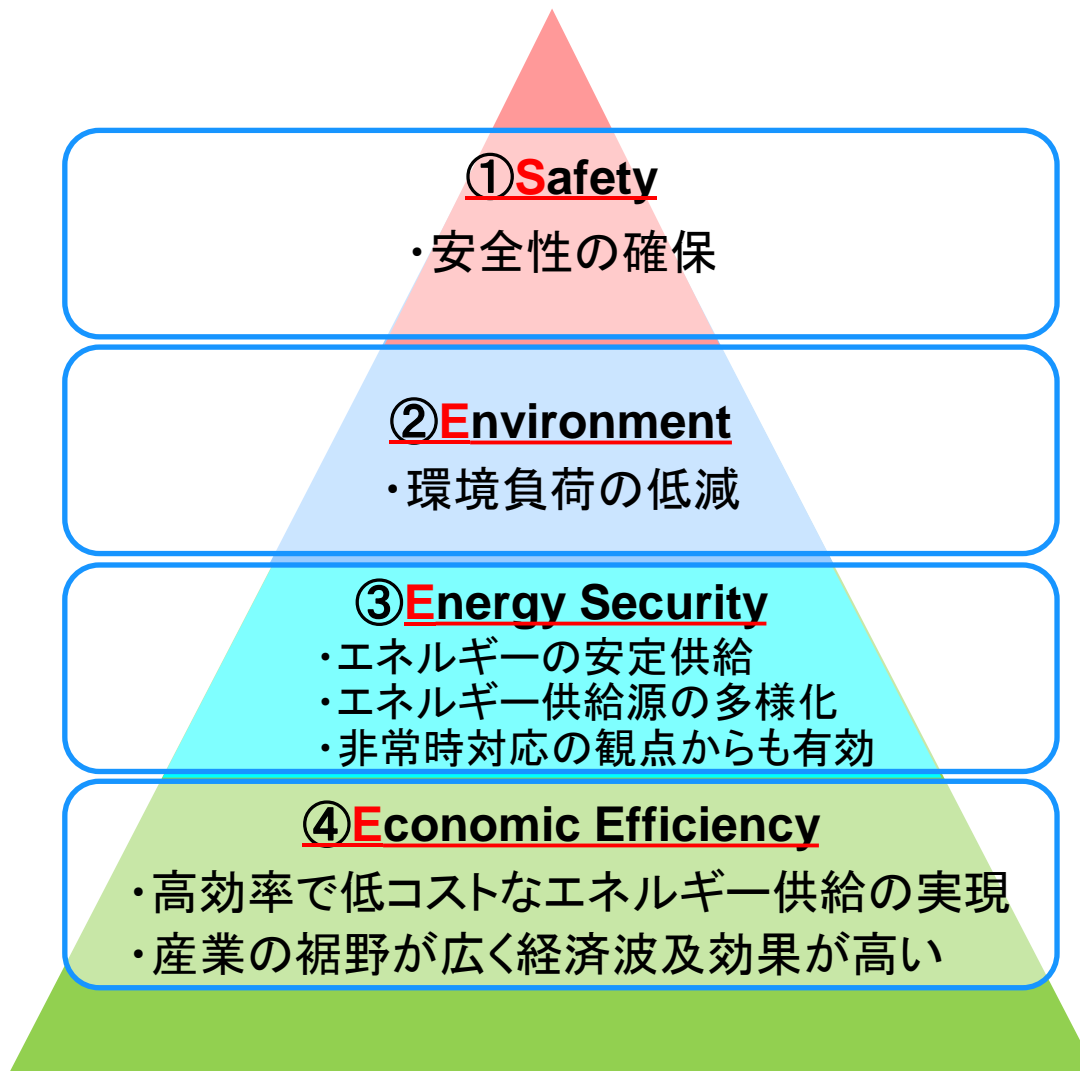 ①Safety
・安全性の確保
②Environment
・環境負荷の低減
③Energy Security
・エネルギーの安定供給
・エネルギー供給源の多様化
・非常時対応の観点からも有効
④Economic Efficiency
・高効率で低コストなエネルギー供給の実現
・産業の裾野が広く経済波及効果が高い